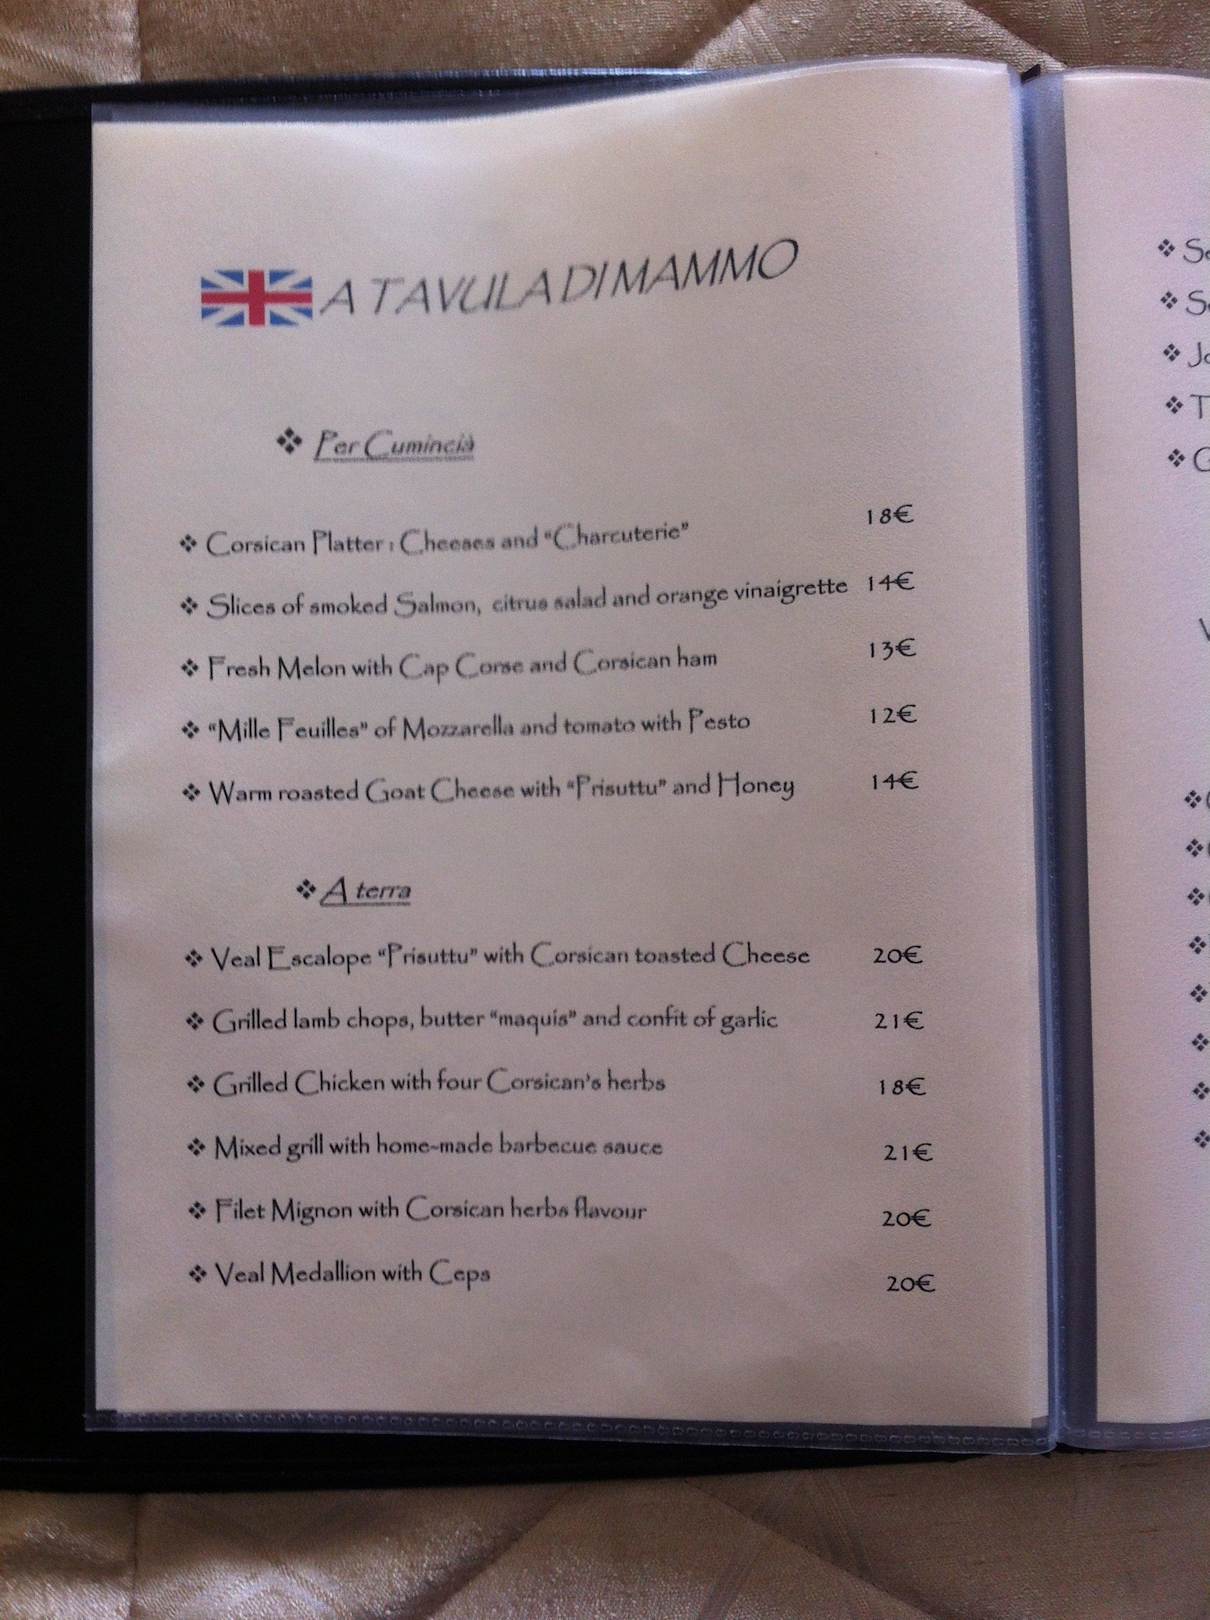 A TAVULA DI MAMMO
❖ Per Cumincià
❖ Corsican Platter : Cheeses and “Charcuterie” 18€
❖ Slices of smoked Salmon, citrus salad and orange vinaigrette 14€
❖ Fresh Melon with Cap Corse and Corsican ham 13€
❖ “Mille Feuilles” of Mozzarella and tomato with Pesto 12€
❖ Warm roasted Goat Cheese with “Prisuttu” and Honey 14€
❖ A terra
❖ Veal Escalope “Prisuttu” with Corsican toasted Cheese 20€
❖ Grilled lamb chops, butter “maquis” and confit of garlic 21€
❖ Grilled Chicken with four Corsican’s herbs 18€
❖ Mixed grill with home-made barbecue sauce 21€
❖ Filet Mignon with Corsican herbs flavour 20€
❖ Veal Medallion with Ceps 20€